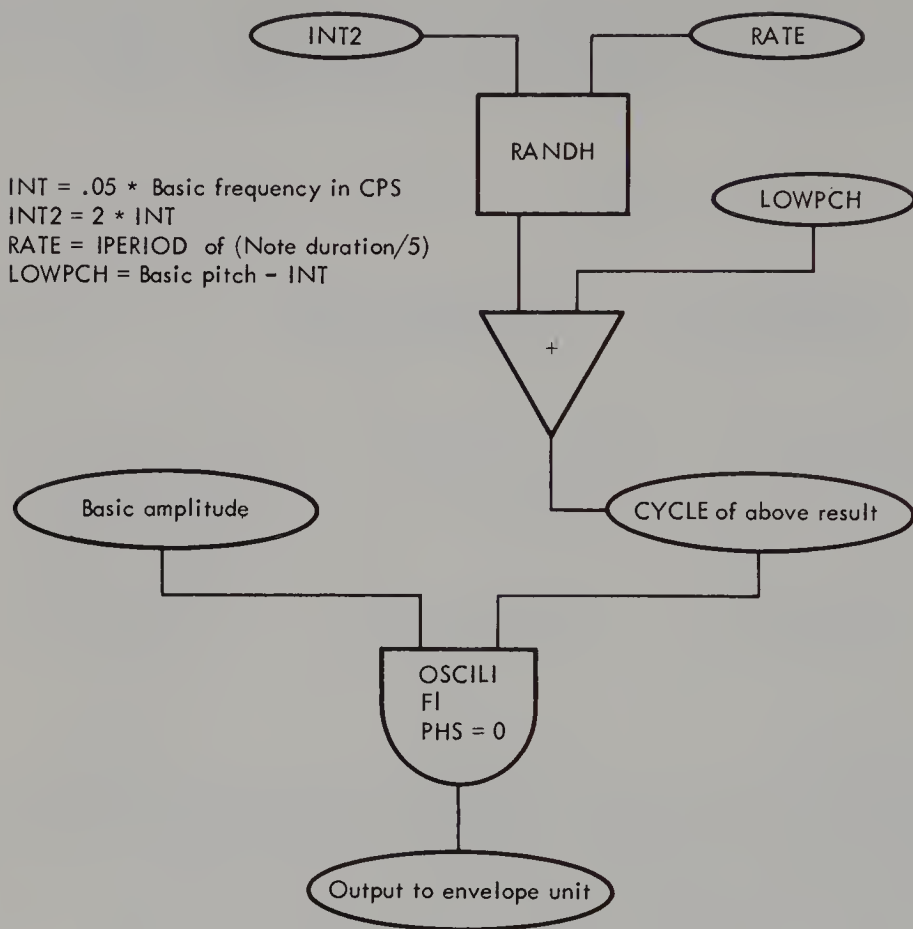 INT2
RATE
RANDH
INT = .05 * Basic frequency in CPS
INT2 = 2 * INT
RATE = IPERIOD of (Note duration/5)
LOWPCH = Basic pitch - INT
LOWPCH
+
Basic amplitude
CYCLE of above result
OSCILI
F1
PHS = 0
Output to envelope unit